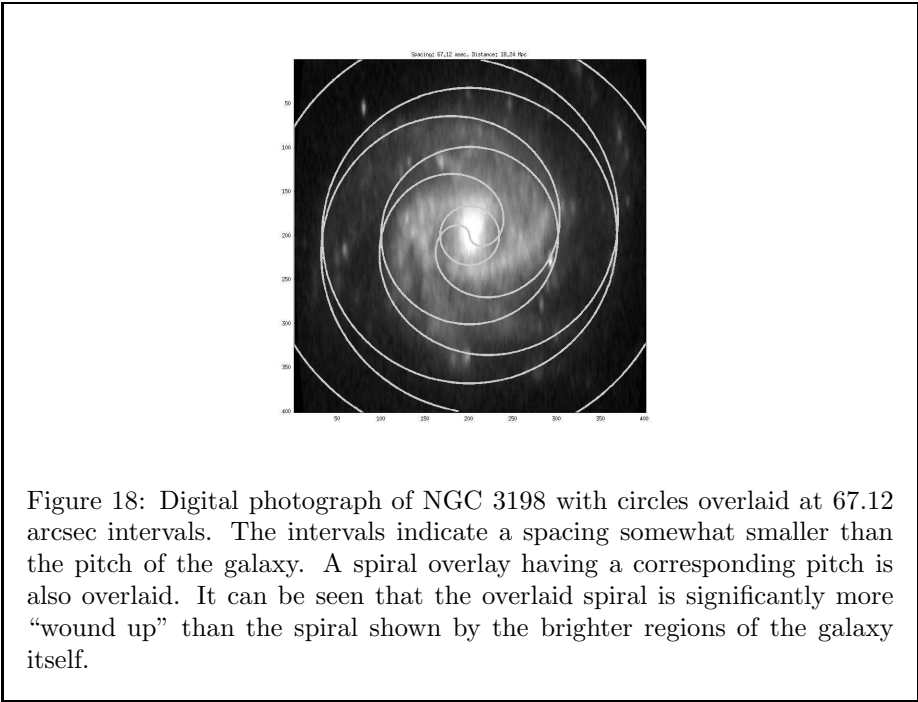 Spacing: 67.12 asec, Distance: 18.24 Mpc
50
100
150
200
250
300
350
400
50 100 150 200 250 300 350 400
Figure 18: Digital photograph of NGC 3198 with circles overlaid at 67.12
arcsec intervals. The intervals indicate a spacing somewhat smaller than
the pitch of the galaxy. A spiral overlay having a corresponding pitch is
also overlaid. It can be seen that the overlaid spiral is significantly more
“wound up” than the spiral shown by the brighter regions of the galaxy
itself.